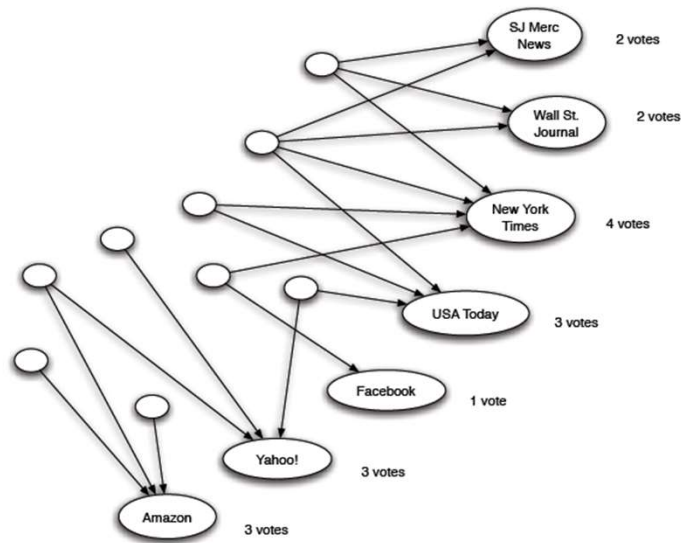 SJ Merc
News
2 votes
Wall St.
Journal
2 votes
New York
Times
4 votes
USA Today
3 votes
Facebook
1 vote
Yahoo!
3 votes
Amazon
3 votes